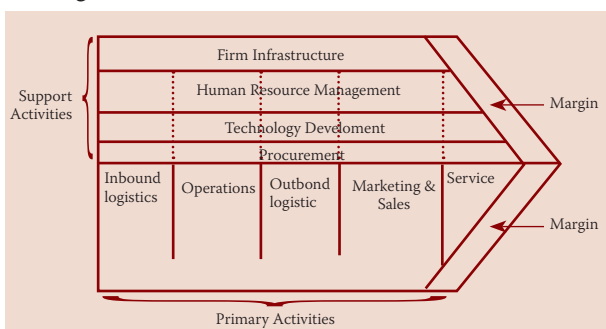 Firm Infrastructure
Human Resource Management
Support
Activities
Technology Develoment
Procurement
Margin
Inbound
logistics
Operations
Outbond
logistic
Marketing &
Sales
Service
Margin
Primary Activities